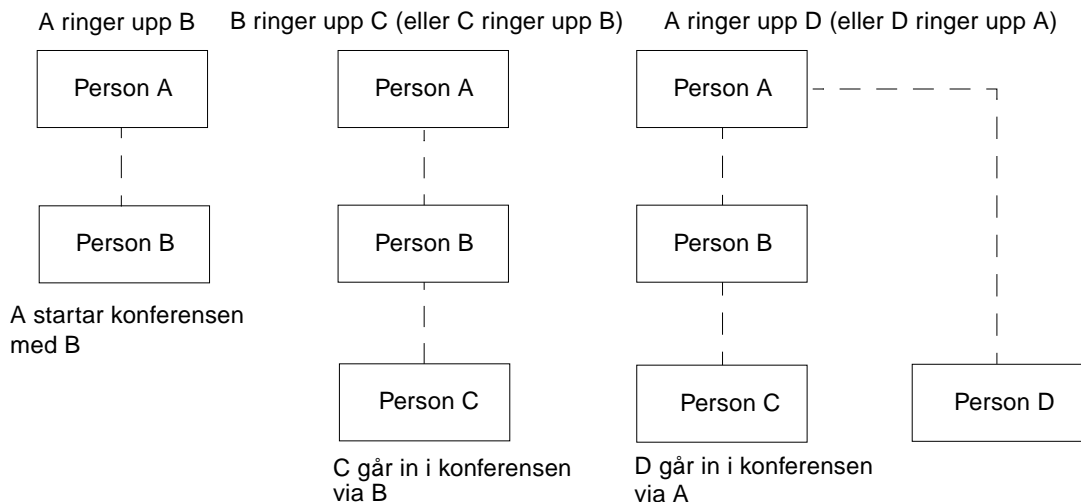 A ringer upp B
B ringer upp C (eller C ringer upp B)
A ringer upp D (eller D ringer upp A)
Person A
Person A
Person A
Person B
Person B
Person B
A startar konferensen
med B
Person C
Person C
Person D
C går in i konferensen
via B
D går in i konferensen
via A